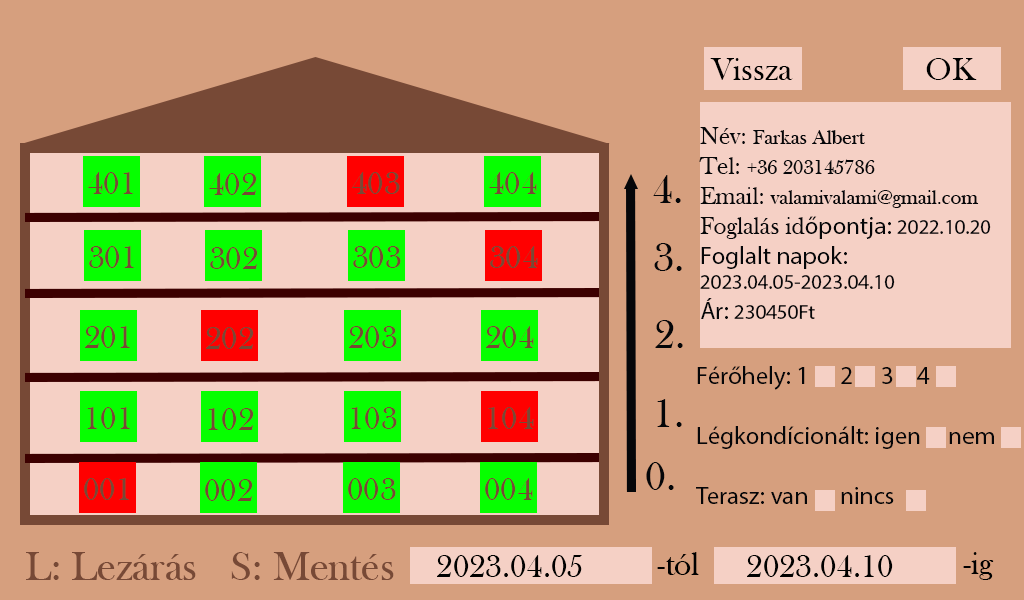 Vissza OK
401 402 403 404
4.
301 302 303 304
3.
201 202 203 204
2.
101 102 103 104
1.
001 002 003 004
0.
Név: Farkas Albert
Tel: +36 203145786
Email: valamivalami@gmail.com
Foglalás időpontja: 2022.10.20
Foglalt napok:
2023.04.05-2023.04.10
Ár: 230450Ft
Férőhely: 1 2 3 4
Légkondícionált: igen nem
Terasz: van nincs
L: Lezárás S: Mentés 2023.04.05 -tól 2023.04.10 -ig